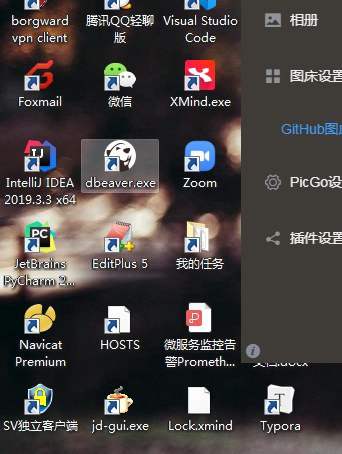 borgward
vpn client
腾讯QQ轻聊
版
Visual Studio
Code
相册
Foxmail
微信
XMind.exe
图床设置
GitHub图床
IntelliJ IDEA
2019.3.3 x64
dbeaver.exe
Zoom
PicGo设
JetBrains
PyCharm 2...
EditPlus 5
我的任务
插件设置
Navicat
Premium
HOSTS
微服务监控告
警Prometh...
文档.docx
SV独立客户端
jd-gui.exe
Lock.xmind
Typora